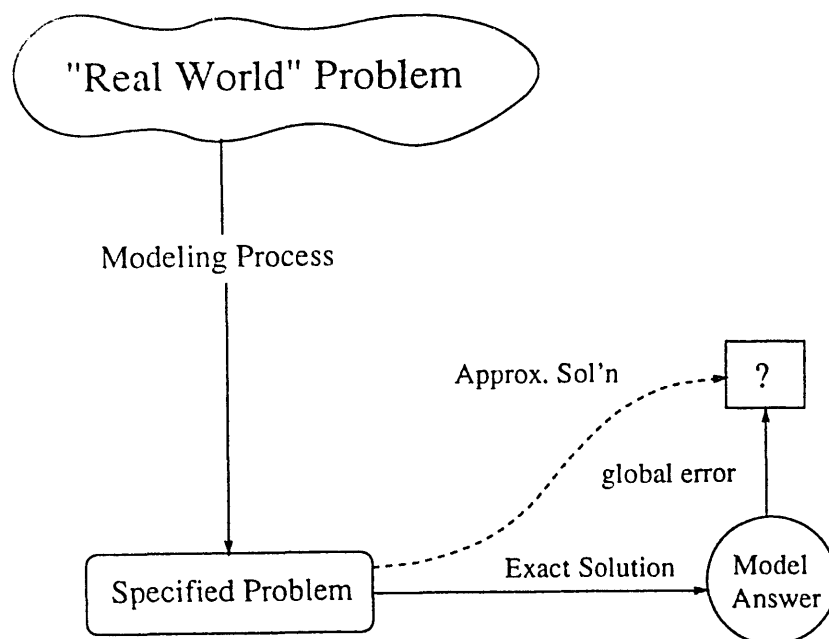 "Real World" Problem
Modeling Process
Approx. Sol'n
?
global error
Specified Problem
Exact Solution
Model
Answer